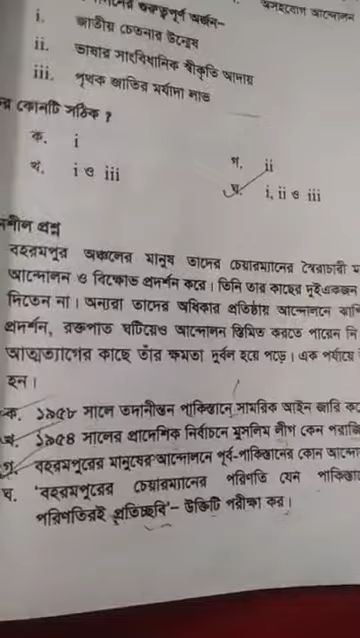 গুরুত্বপূর্ণ অর্জন–
অসহযোগ আন্দোলন
i. জাতীয় চেতনার উন্মেষ
ii. ভাষার সাংবিধানিক স্বীকৃতি আদায়
iii. পৃথক জাতির মর্যাদা লাভ
কোনটি সঠিক ?
ক. i
গ. ii
খ. i ও iii
ঘ. i, ii ও iii
প্রশ্ন
বহরমপুর অঞ্চলের মানুষ তাদের চেয়ারম্যানের স্বৈরাচারী
আন্দোলন ও বিক্ষোভ প্রদর্শন করে। তিনি তার কাছের দুইএকজন
দিতেন না। অন্যরা তাদের অধিকার প্রতিষ্ঠায় আন্দোলনে
প্রদর্শন, রক্তপাত ঘটিয়েও আন্দোলন স্তিমিত করতে পারেন নি
আত্মত্যাগের কাছে তাঁর ক্ষমতা দুর্বল হয়ে পড়ে। এক পর্যায়ে
হন।
ক. ১৯৫৮ সালে তদানীন্তন পাকিস্তানে সামরিক আইন জারি
খ. ১৯৫৪ সালের প্রাদেশিক নির্বাচনে মুসলিম লীগ কেন
গ. বহরমপুরের মানুষের আন্দোলনে পূর্ব-পাকিস্তানের কোন
ঘ. 'বহরমপুরের চেয়ারম্যানের পরিণতি যেন
পরিণতিরই প্রতিচ্ছবি'– উক্তিটি পরীক্ষা কর।